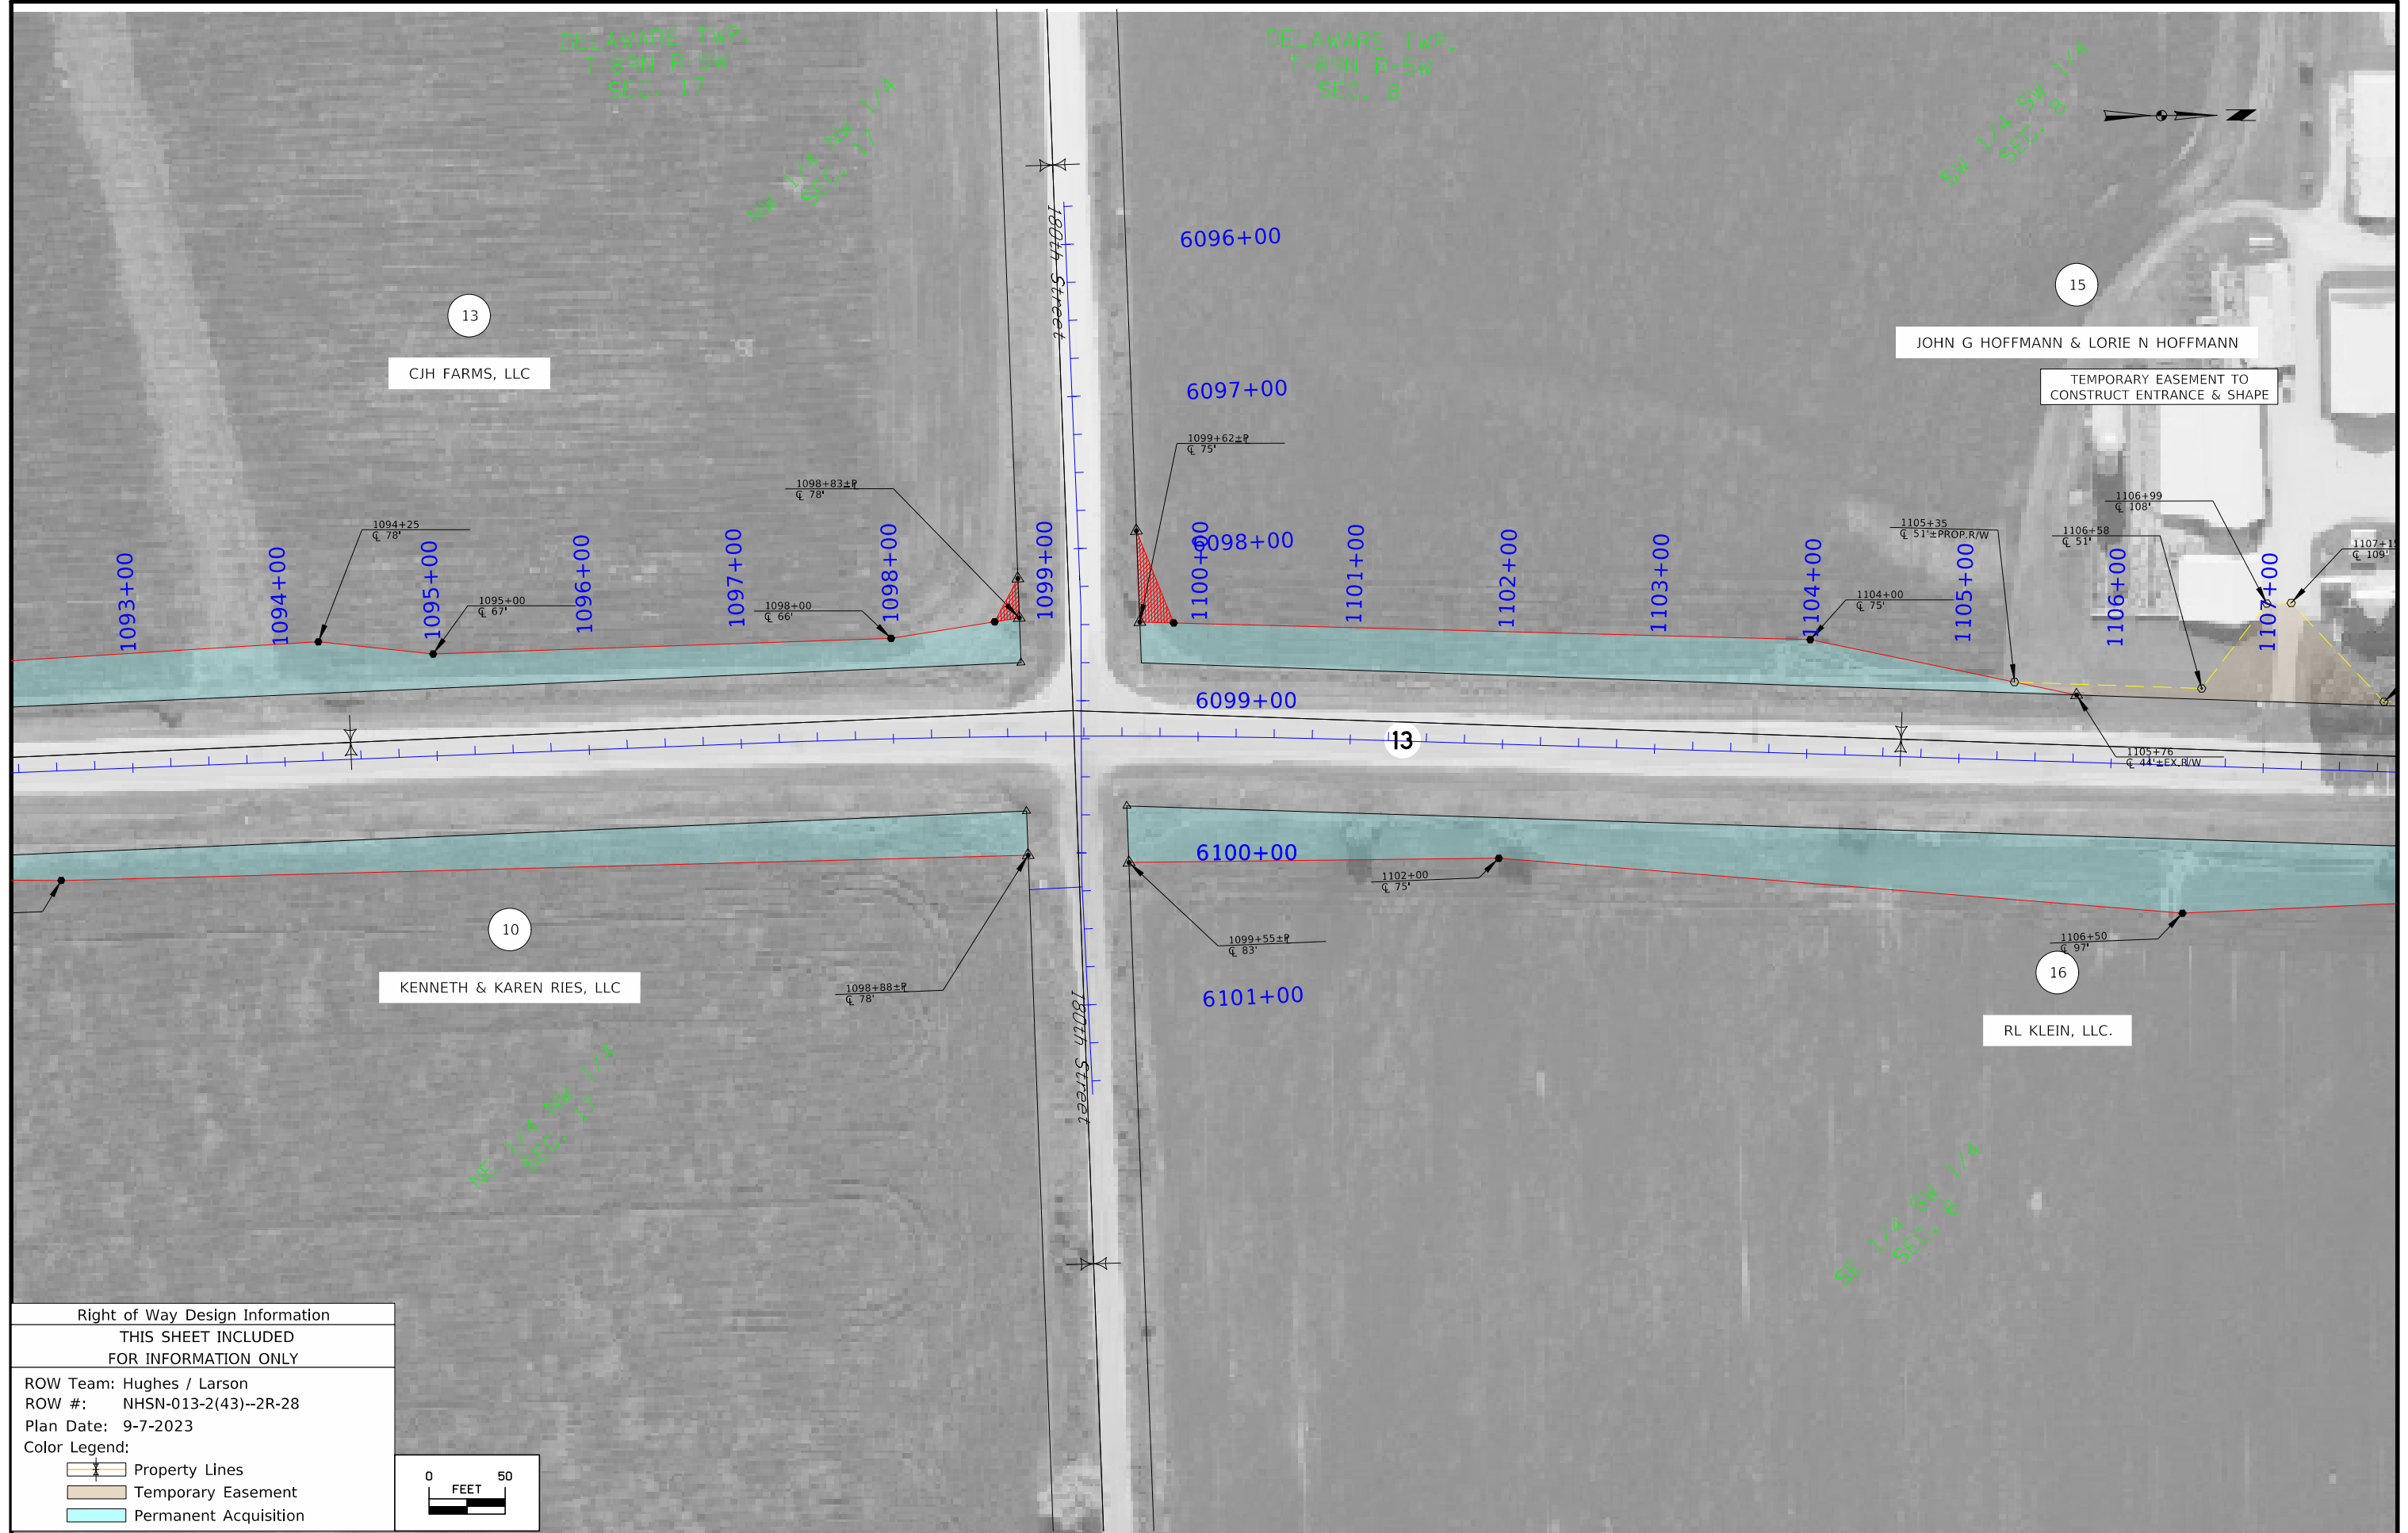 DELAWARE TWP.
T-89N R-5W
SEC. 17
DELAWARE TWP.
T-89N R-5W
SEC. 8
NW 1/4 NW 1/4
SEC. 17
SW 1/4 SW 1/4
SEC. 8
180th Street
6096+00
13
CJH FARMS, LLC
15
JOHN G HOFFMANN & LORIE N HOFFMANN
TEMPORARY EASEMENT TO
CONSTRUCT ENTRANCE & SHAPE
6097+00
1099+62±℄
℄ 75'
1098+83±℄
℄ 78'
1094+25
℄ 78'
1106+99
℄ 108'
1105+35
℄ 51'±PROP.R/W
1106+58
℄ 51'
℄ 109'
6098+00
1093+00
1094+00
1095+00
1096+00
1097+00
1098+00
1099+00
1100+00
1101+00
1102+00
1103+00
1104+00
1105+00
1106+00
1107+00
1095+00
℄ 67'
1098+00
℄ 66'
1104+00
℄ 75'
6099+00
13
1105+76
℄ 44'±EX.R/W
6100+00
1102+00
℄ 75'
10
KENNETH & KAREN RIES, LLC
1099+55±℄
℄ 83'
1106+50
℄ 97'
16
RL KLEIN, LLC.
1098+88±℄
℄ 78'
6101+00
180th Street
NE 1/4 NW 1/4
SEC. 17
SE 1/4 SW 1/4
SEC. 8
Right of Way Design Information
THIS SHEET INCLUDED
FOR INFORMATION ONLY
ROW Team: Hughes / Larson
ROW #: NHSN-013-2(43)--2R-28
Plan Date: 9-7-2023
Color Legend:
Property Lines
Temporary Easement
Permanent Acquisition
0 50
FEET